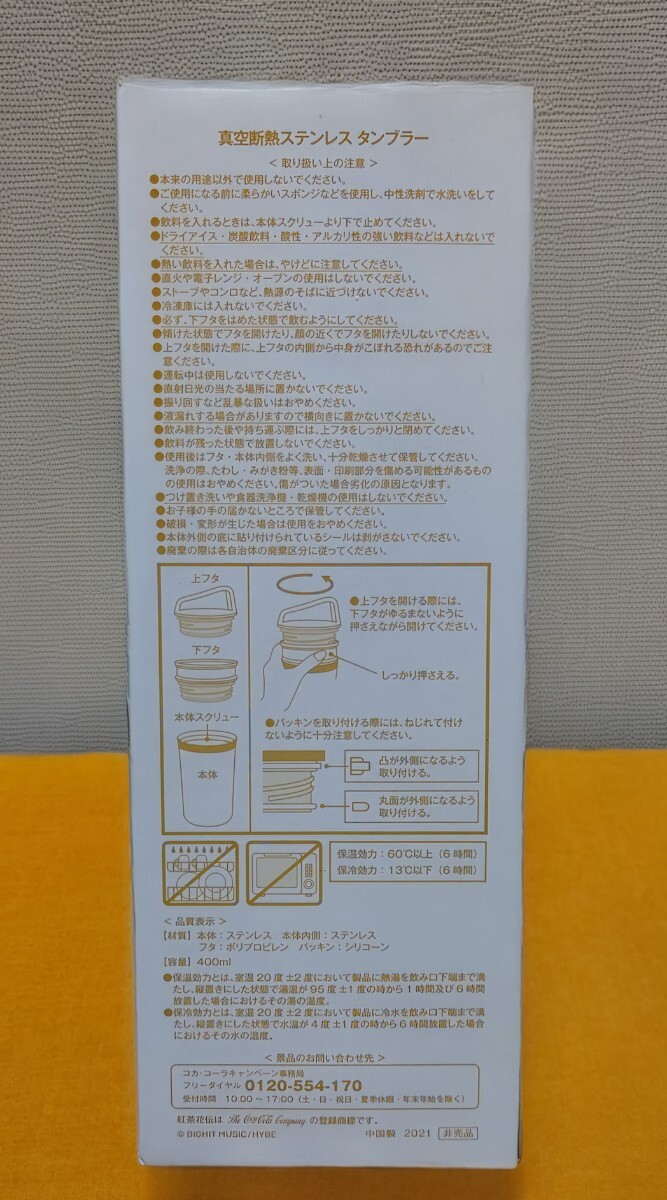 真空断熱ステンレス タンブラー
< 取り扱い上の注意 >
●本来の用途以外で使用しないでください。
●ご使用になる前に柔らかいスポンジなどを使用し、中性洗剤で水洗いをして
ください。
●飲料を入れるときは、本体スクリューより下で止めてください。
●ドライアイス・炭酸飲料・酸性・アルカリ性の強い飲料などは入れないで
ください。
●熱い飲料を入れた場合は、やけどに注意してください。
●直火や電子レンジ・オーブンの使用はしないでください。
●ストーブやコンロなど、熱源のそばに近づけないでください。
●冷凍庫には入れないでください。
●必ず、下フタをはめた状態で飲むようにしてください。
●傾けた状態でフタを開けたり、顔の近くでフタを開けたりしないでください。
●上フタを開けた際に、上フタの内側から中身がこぼれる恐れがあるのでご注
意ください。
●運転中は使用しないでください。
●直射日光の当たる場所に置かないでください。
●振り回すなど乱暴な扱いはおやめください。
●液漏れする場合がありますので横向きに置かないでください。
●飲み終わった後や持ち運ぶ際には、上フタをしっかりと閉めてください。
●飲料が残った状態で放置しないでください。
●使用後はフタ・本体内側をよく洗い、十分乾燥させて保管してください。
洗浄の際、たわし・みがき粉等、表面・印刷部分を傷める可能性があるもの
の使用はおやめください。傷がついた場合劣化の原因となります。
●つけ置き洗いや食器洗浄機・乾燥機の使用はしないでください。
●お子様の手の届かないところで保管してください。
●破損・変形が生じた場合は使用をおやめください。
●本体外側の底に貼り付けられているシールは剥がさないでください。
●廃棄の際は各自治体の廃棄区分に従ってください。
上フタ
下フタ
本体スクリュー
本体
●上フタを開ける際には、
下フタがゆるまないように
押さえながら開けてください。
しっかり押さえる。
●パッキンを取り付ける際には、ねじれて付け
ないように十分注意してください。
凸が外側になるよう
取り付ける。
丸面が外側になるよう
取り付ける。
保温効力：60℃以上（6時間）
保冷効力：13℃以下（6時間）
< 品質表示 >
【材質】本体：ステンレス 本体内側：ステンレス
フタ：ポリプロピレン パッキン：シリコーン
【容量】400ml
●保温効力とは、室温20度±2度において製品に熱湯を飲み口下端まで満
たし、縦置きにした状態で湯温が95度±1度の時から1時間及び6時間
放置した場合におけるその湯の温度。
●保冷効力とは、室温20度±2度において製品に冷水を飲み口下端まで満
たし、縦置きにした状態で水温が4度±1度の時から6時間放置した場合
におけるその水の温度。
< 景品のお問い合わせ先 >
コカ・コーラキャンペーン事務局
フリーダイヤル 0120-554-170
受付時間 10:00～17:00（土・日・祝日・夏季休暇・年末年始を除く）
紅茶花伝は The Coca-Cola Company の登録商標です。
© BIGHIT MUSIC/HYBE
中国製 2021 非売品